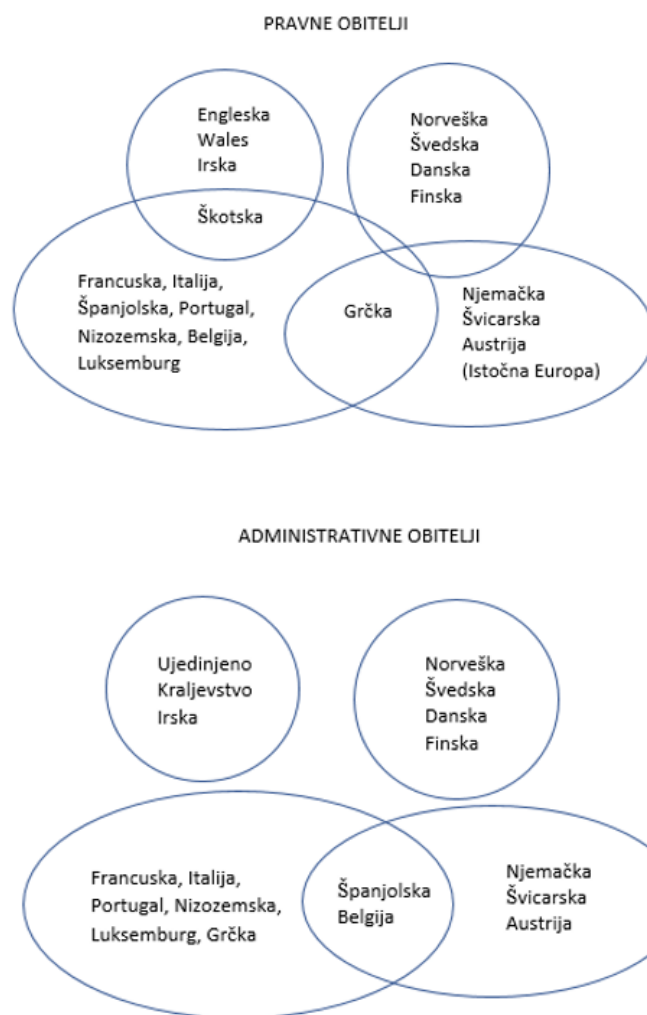 PRAVNE OBITELJI
Engleska
Wales
Irska
Norveška
Švedska
Danska
Finska
Škotska
Francuska, Italija,
Španjolska, Portugal,
Nizozemska, Belgija,
Luksemburg
Grčka
Njemačka
Švicarska
Austrija
(Istočna Europa)
ADMINISTRATIVNE OBITELJI
Ujedinjeno
Kraljevstvo
Irska
Norveška
Švedska
Danska
Finska
Francuska, Italija,
Portugal, Nizozemska,
Luksemburg, Grčka
Španjolska
Belgija
Njemačka
Švicarska
Austrija